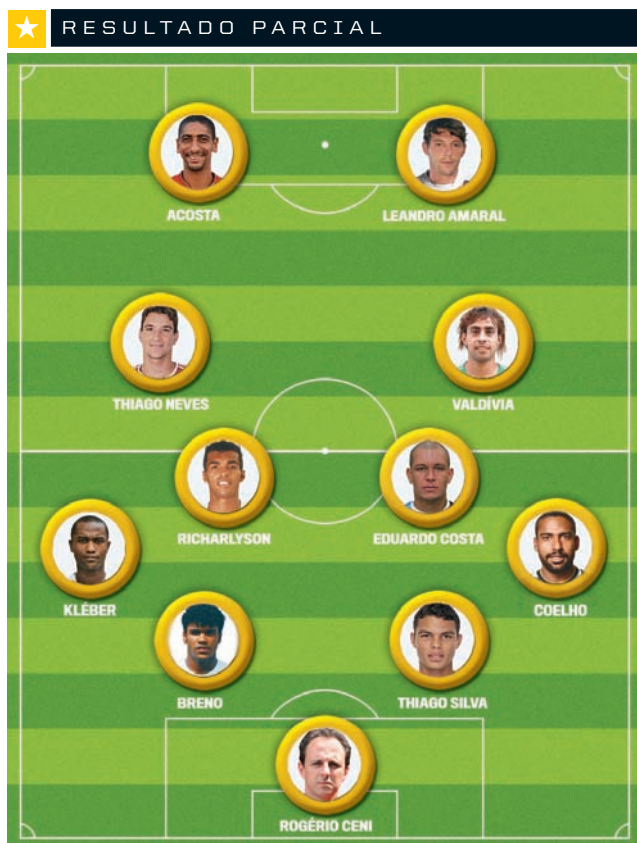 RESULTADO PARCIAL
ACOSTA
LEANDRO AMARAL
THIAGO NEVES
VALDÍVIA
RICHARLYSON
EDUARDO COSTA
KLÉBER
COELHO
BRENO
THIAGO SILVA
ROGÉRIO CENI